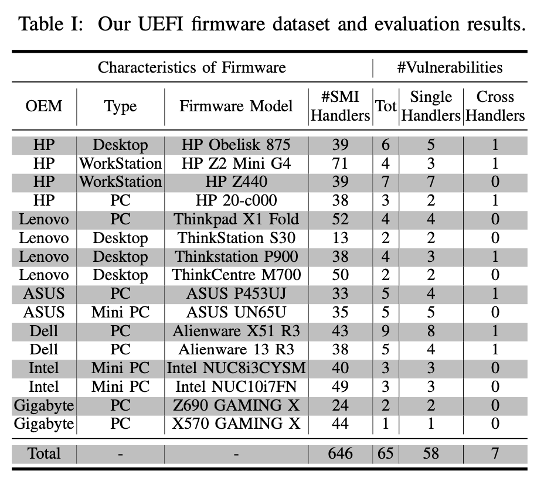 Table I: Our UEFI firmware dataset and evaluation results.
Characteristics of Firmware #Vulnerabilities
OEM Type Firmware Model #SMI Handlers Tot Single Handlers Cross Handlers
HP Desktop HP Obelisk 875 39 6 5 1
HP WorkStation HP Z2 Mini G4 71 4 3 1
HP WorkStation HP Z440 39 7 7 0
HP PC HP 20-c000 38 3 2 1
Lenovo PC Thinkpad X1 Fold 52 4 4 0
Lenovo Desktop ThinkStation S30 13 2 2 0
Lenovo Desktop Thinkstation P900 38 4 3 1
Lenovo Desktop ThinkCentre M700 50 2 2 0
ASUS PC ASUS P453UJ 33 5 4 1
ASUS Mini PC ASUS UN65U 35 5 5 0
Dell PC Alienware X51 R3 43 9 8 1
Dell PC Alienware 13 R3 38 5 4 1
Intel Mini PC Intel NUC8i3CYSM 40 3 3 0
Intel Mini PC Intel NUC10i7FN 49 3 3 0
Gigabyte PC Z690 GAMING X 24 2 2 0
Gigabyte PC X570 GAMING X 44 1 1 0
Total - - 646 65 58 7